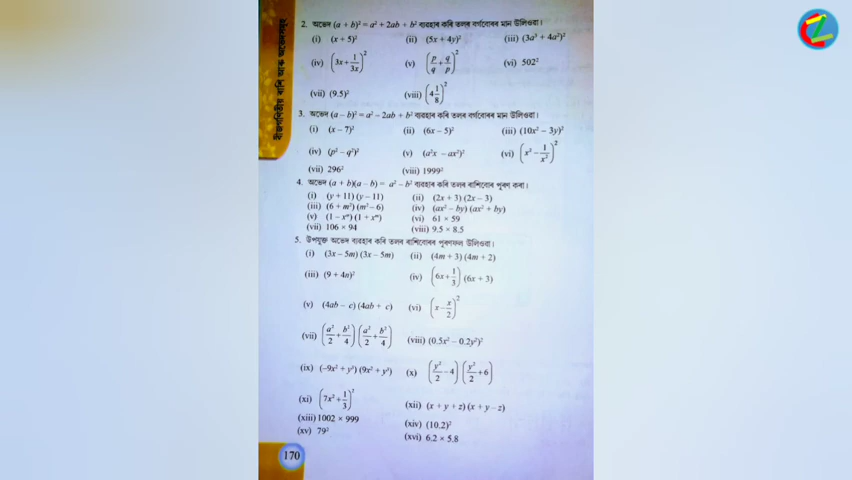 2. অভেদ (a + b)² = a² + 2ab + b² ব্যৱহাৰ কৰি তলৰ বৰ্গবোৰৰ মান উলিওৱা।
(i) (x + 5)² (ii) (5x + 4y)² (iii) (3a³ + 4a²)²
(iv) (3x + 1/3x)² (v) (p/q + q/p)² (vi) 502²
(vii) (9.5)² (viii) (4 1/8)²
3. অভেদ (a – b)² = a² – 2ab + b² ব্যৱহাৰ কৰি তলৰ বৰ্গবোৰৰ মান উলিওৱা।
(i) (x – 7)² (ii) (6x – 5)² (iii) (10x² – 3y)²
(iv) (p² – q²)² (v) (a²x – ax²)²
(vii) 296² (viii) 1999²
4. অভেদ (a + b)(a – b) = a² – b² ব্যৱহাৰ কৰি তলৰ ৰাশিবোৰ পূৰণ কৰা।
(i) (y + 11) (y – 11) (ii) (2x + 3) (2x – 3)
(iii) (6 + m²) (m² – 6) (iv) (ax² – by) (ax² + by)
(v) (1 – xᵐ) (1 + xᵐ) (vi) 61 × 59
(vii) 106 × 94 (viii) 9.5 × 8.5
5. উপযুক্ত অভেদ ব্যৱহাৰ কৰি তলৰ ৰাশিবোৰৰ পূৰণফল উলিওৱা।
(i) (3x – 5m) (3x – 5m) (ii) (4m + 3) (4m + 2)
(iii) (9 + 4n)² (iv) (6x + 1/3) (6x + 3)
(v) (4ab – c) (4ab + c) (vi) (x – x/2)²
(vii) (a²/2 + b²/4) (a²/2 + b²/4) (viii) (0.5x² – 0.2y²)²
(ix) (–9x² + y³) (9x² + y³) (x) (y²/2 – 4) (y²/2 + 6)
(xi) (7x² + 1/3)² (xii) (x + y + z) (x + y – z)
(xiii) 1002 × 999 (xiv) (10.2)²
(xv) 79² (xvi) 6.2 × 5.8
170
বীজগণিতীয় ৰাশি আৰু অভেদসমূহ